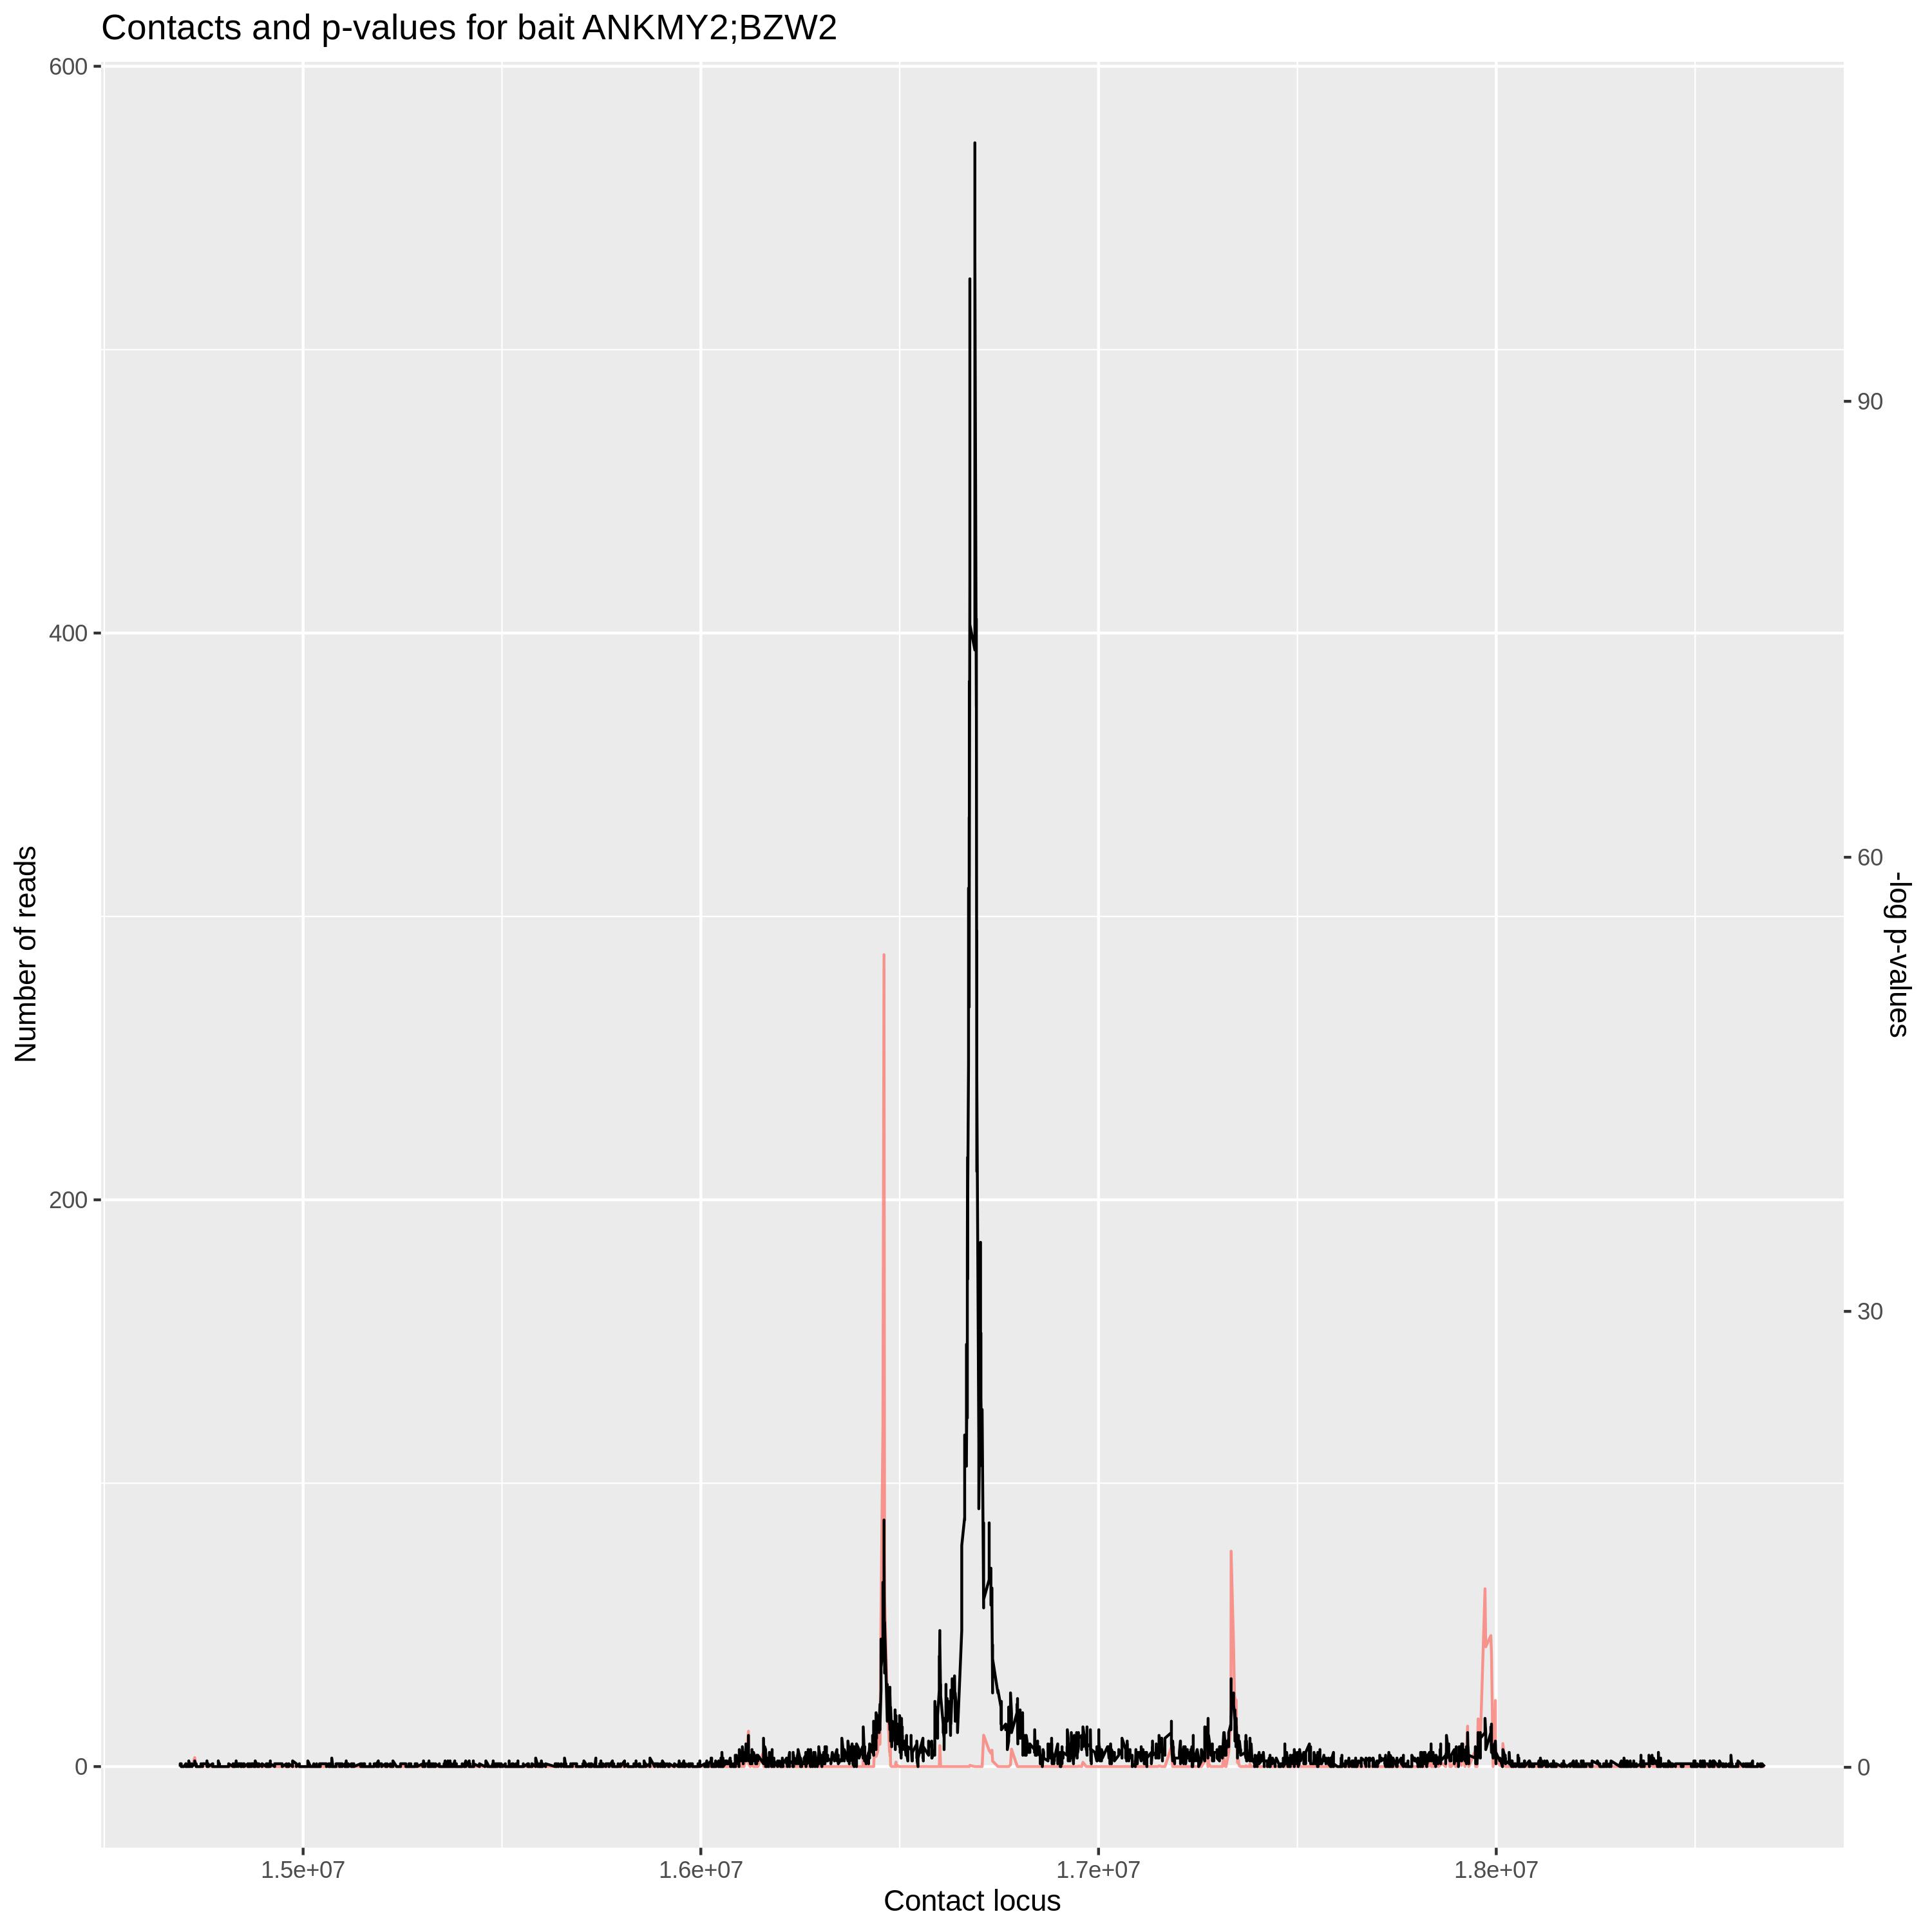 Contacts and p-values for bait ANKMY2;BZW2
600
400
200
0
Number of reads
90
60
30
0
-log p-values
1.5e+07
1.6e+07
1.7e+07
1.8e+07
Contact locus